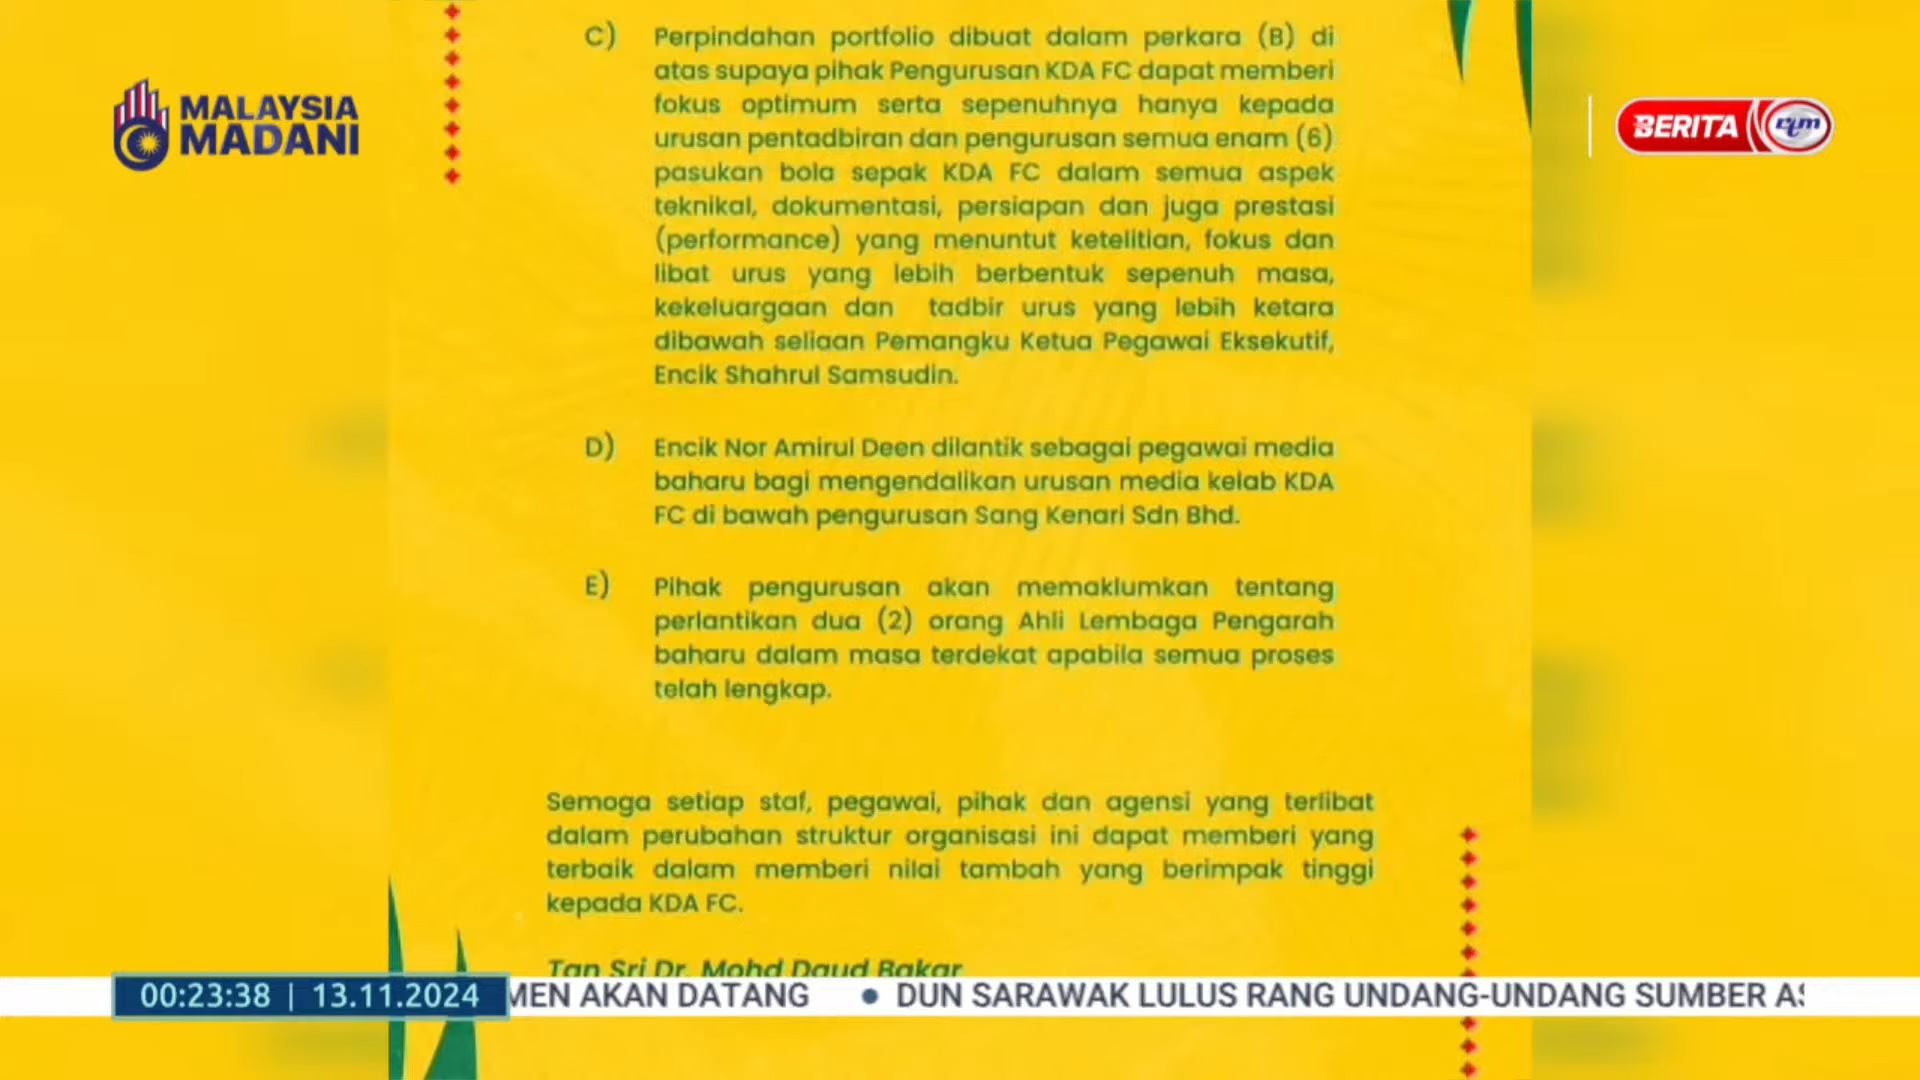 C) Perpindahan portfolio dibuat dalam perkara (B) di
atas supaya pihak Pengurusan KDA FC dapat memberi
fokus optimum serta sepenuhnya hanya kepada
urusan pentadbiran dan pengurusan semua enam (6)
pasukan bola sepak KDA FC dalam semua aspek
teknikal, dokumentasi, persiapan dan juga prestasi
(performance) yang menuntut ketelitian, fokus dan
libat urus yang lebih berbentuk sepenuh masa,
kekeluargaan dan tadbir urus yang lebih ketara
dibawah seliaan Pemangku Ketua Pegawai Eksekutif,
Encik Shahrul Samsudin.
D) Encik Nor Amirul Deen dilantik sebagai pegawai media
baharu bagi mengendalikan urusan media kelab KDA
FC di bawah pengurusan Sang Kenari Sdn Bhd.
E) Pihak pengurusan akan memaklumkan tentang
perlantikan dua (2) orang Ahli Lembaga Pengarah
baharu dalam masa terdekat apabila semua proses
telah lengkap.
Semoga setiap staf, pegawai, pihak dan agensi yang terlibat
dalam perubahan struktur organisasi ini dapat memberi yang
terbaik dalam memberi nilai tambah yang berimpak tinggi
kepada KDA FC.
Tan Sri Dr. Mohd Daud Bakar
MALAYSIA
MADANI
BERITA rtm
00:23:38 | 13.11.2024
MEN AKAN DATANG • DUN SARAWAK LULUS RANG UNDANG-UNDANG SUMBER